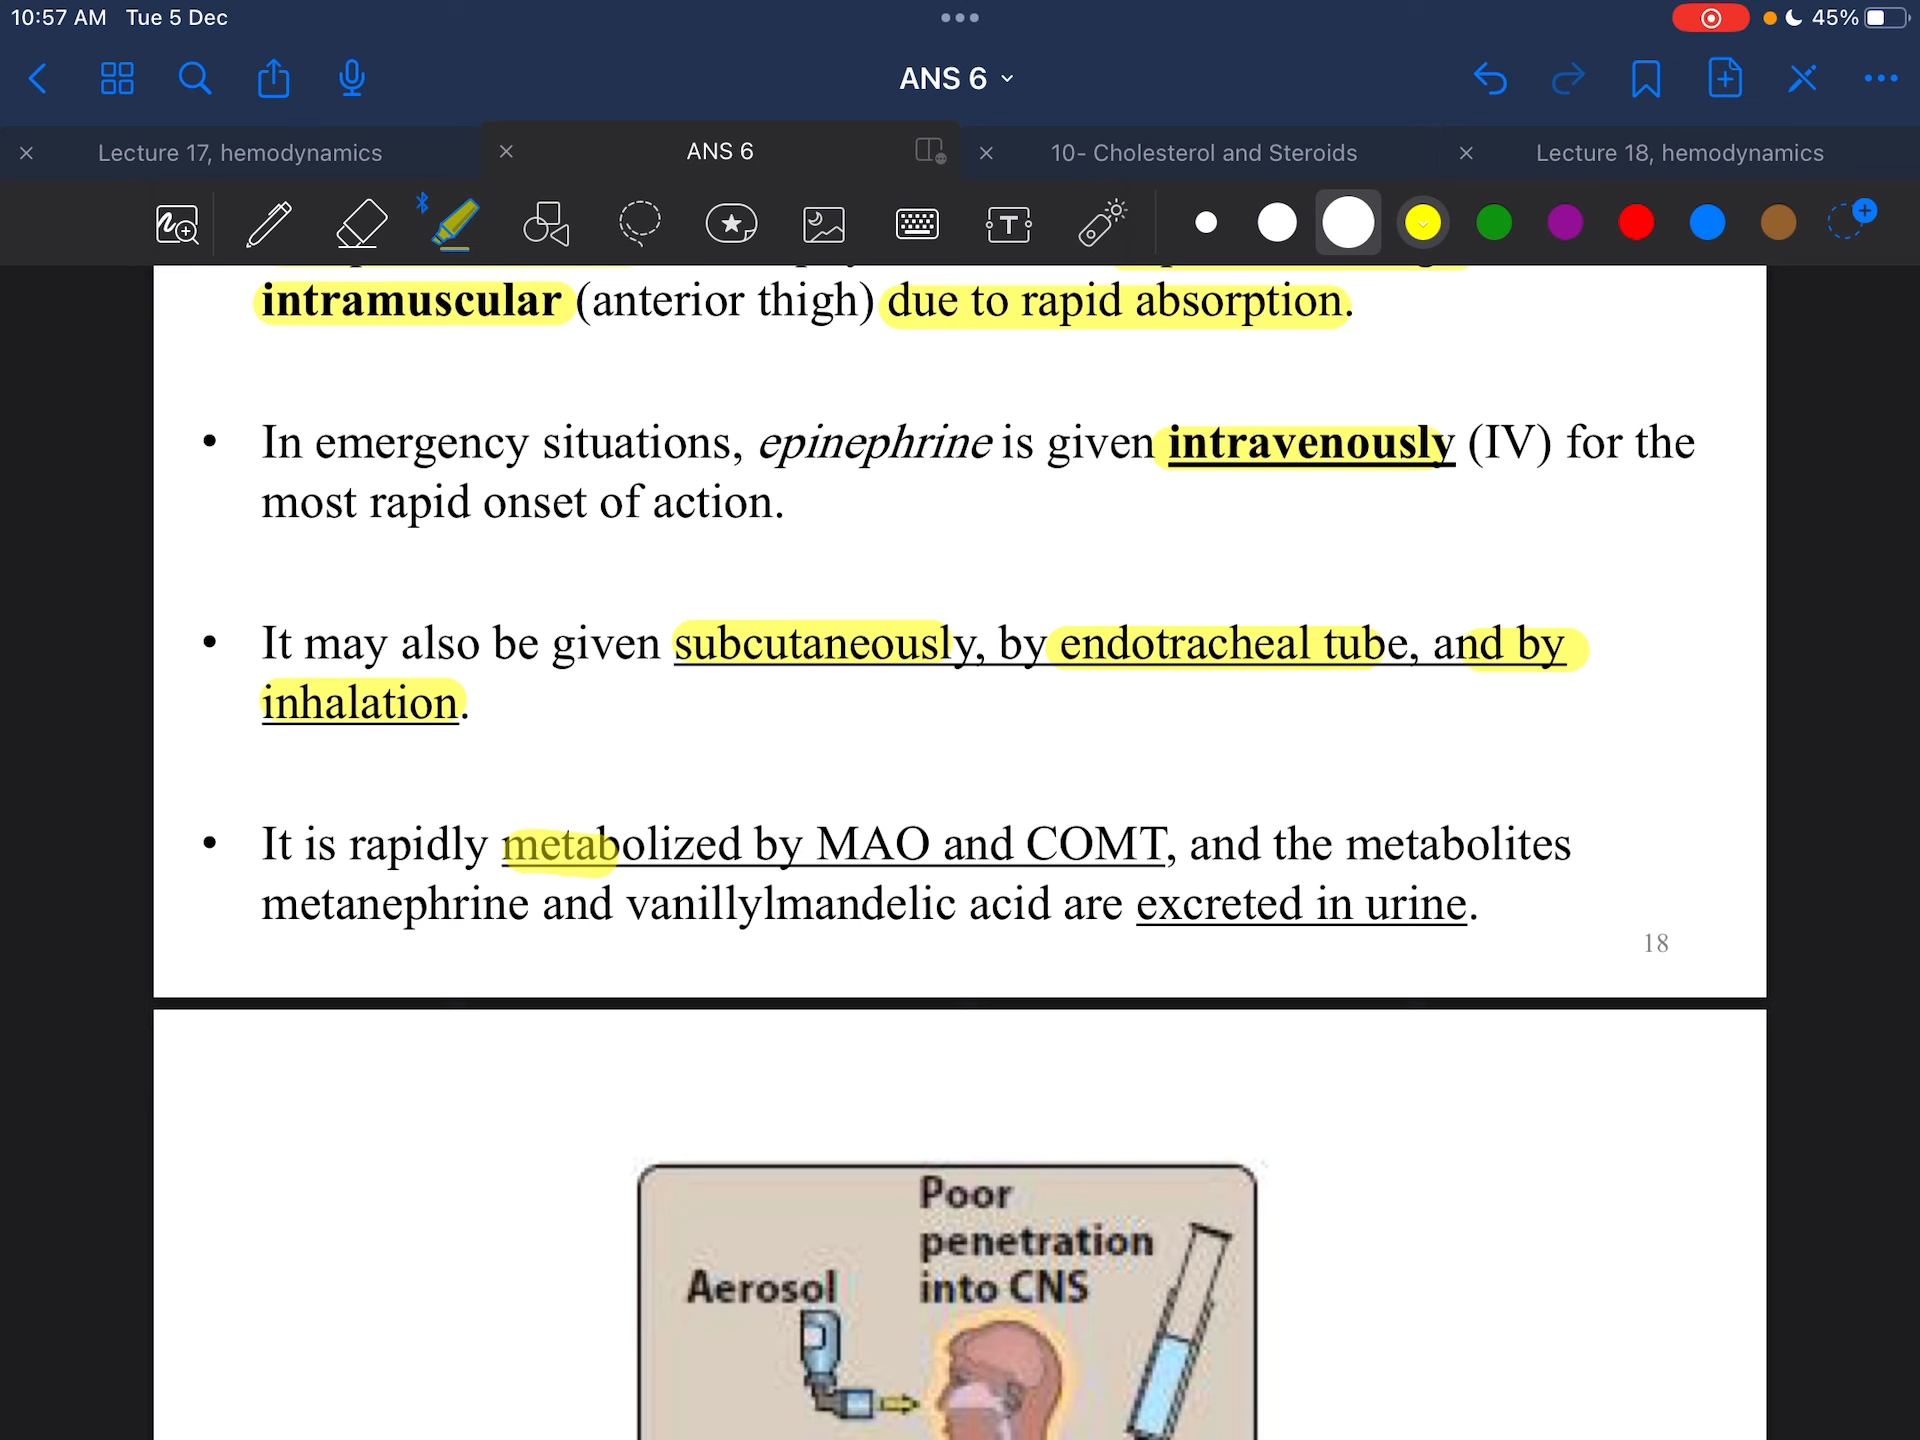 10:57 AM Tue 5 Dec
45%
ANS 6
Lecture 17, hemodynamics
ANS 6
10- Cholesterol and Steroids
Lecture 18, hemodynamics
T
intramuscular (anterior thigh) due to rapid absorption.
• In emergency situations, epinephrine is given intravenously (IV) for the
most rapid onset of action.
• It may also be given subcutaneously, by endotracheal tube, and by
inhalation.
• It is rapidly metabolized by MAO and COMT, and the metabolites
metanephrine and vanillylmandelic acid are excreted in urine.
18
Poor
penetration
into CNS
Aerosol